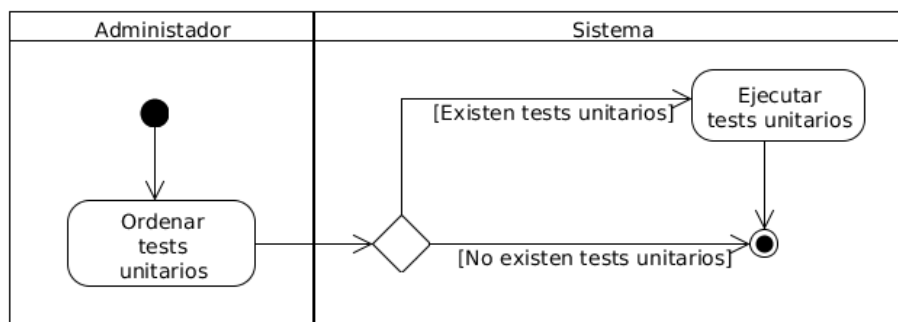 Administador
Sistema
Ejecutar
tests unitarios
[Existen tests unitarios]
Ordenar
tests
unitarios
[No existen tests unitarios]